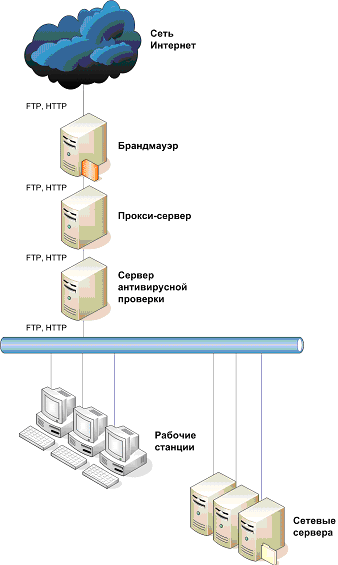 Сеть
Интернет
FTP, HTTP
Брандмауэр
FTP, HTTP
Прокси-сервер
FTP, HTTP
Сервер
антивирусной
проверки
FTP, HTTP
Рабочие
станции
Сетевые
сервера